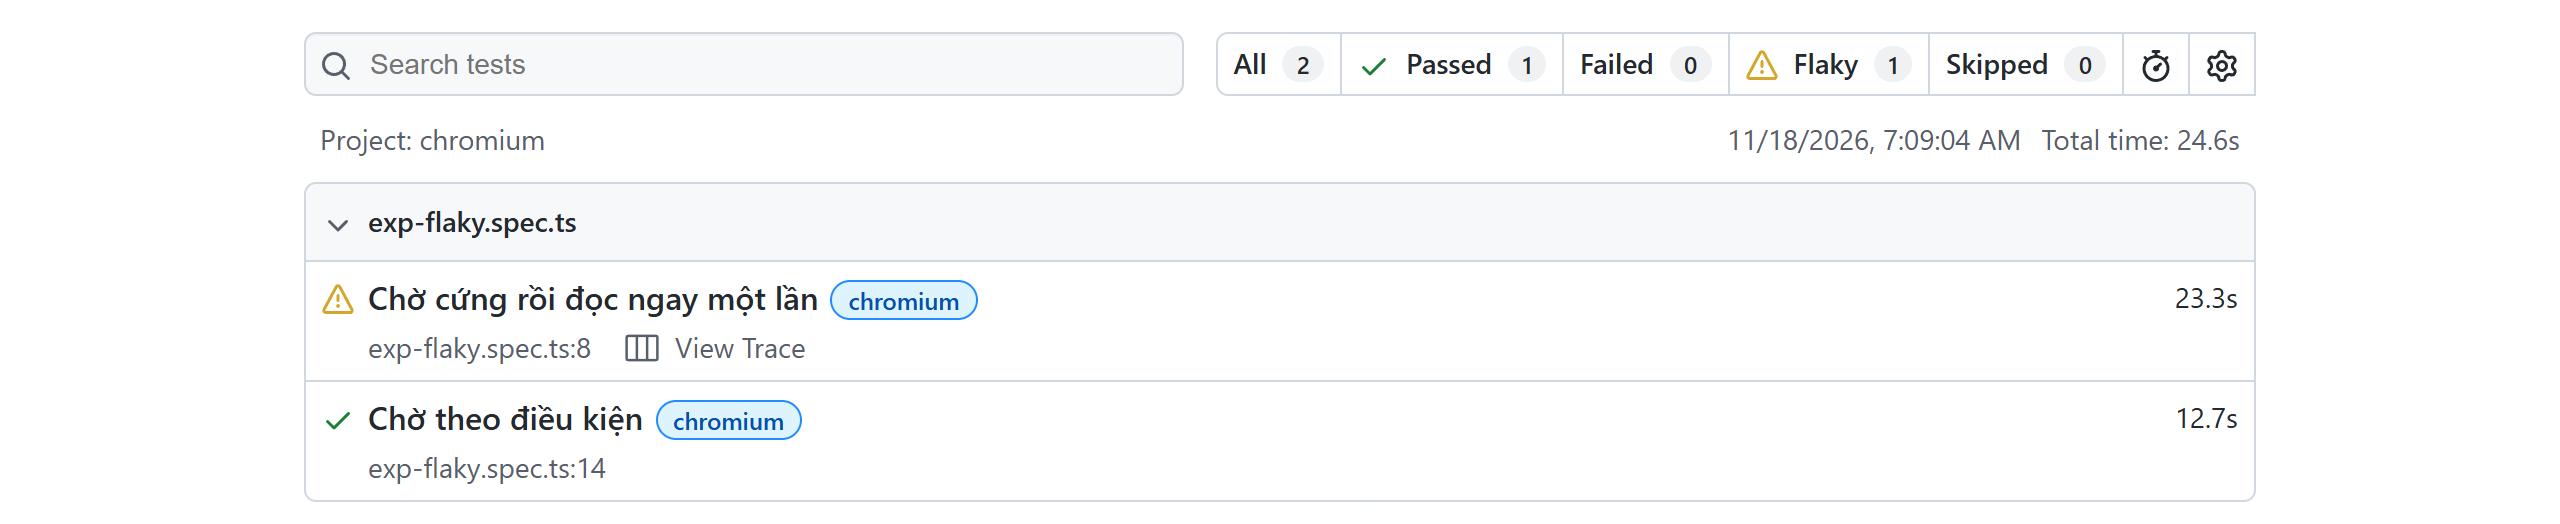 Search tests
All 2 Passed 1 Failed 0 Flaky 1 Skipped 0
Project: chromium 11/18/2026, 7:09:04 AM Total time: 24.6s
exp-flaky.spec.ts
Chờ cứng rồi đọc ngay một lần chromium 23.3s
exp-flaky.spec.ts:8 View Trace
Chờ theo điều kiện chromium 12.7s
exp-flaky.spec.ts:14